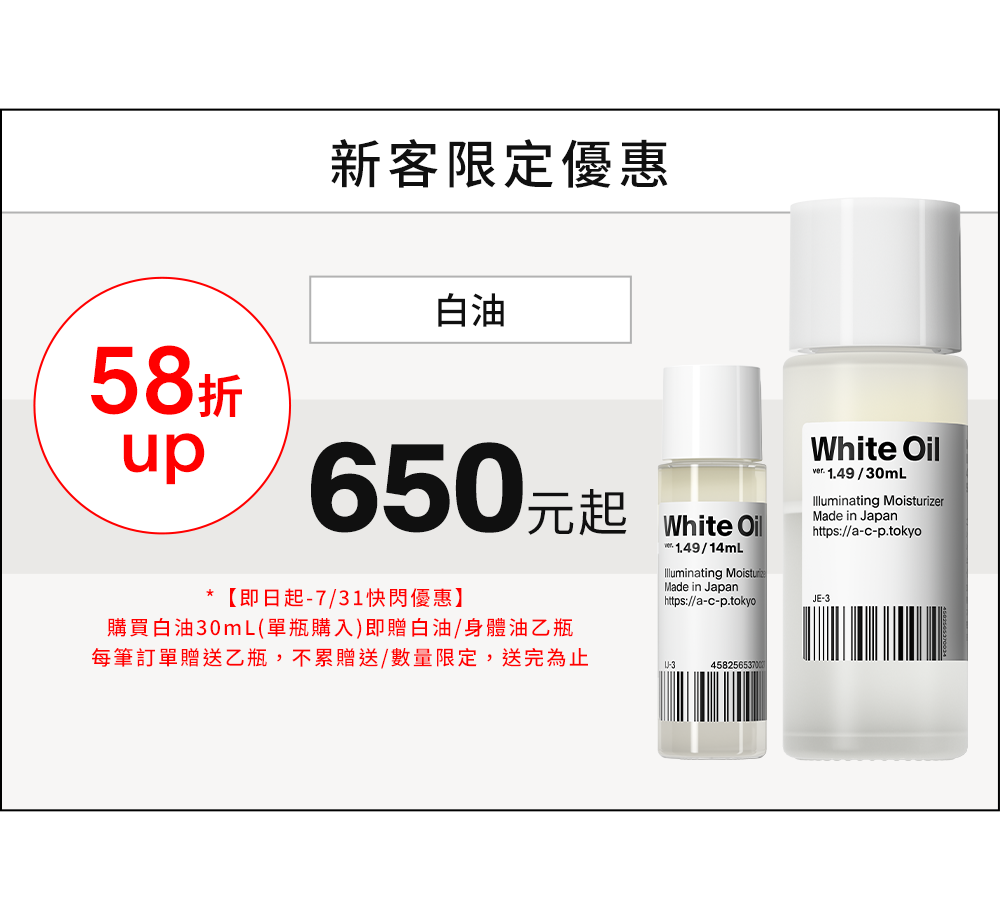 新客限定優惠
白油
58折
up
650元起
*【即日起-7/31快閃優惠】
購買白油30mL(單瓶購入)即贈白油/身體油乙瓶
每筆訂單贈送乙瓶，不累贈送/數量限定，送完為止
White Oil
ver. 1.49/14mL
Illuminating Moisturize
Made in Japan
https://a-c-p.tokyo
LI-3
White Oil
ver. 1.49/30mL
Illuminating Moisturizer
Made in Japan
https://a-c-p.tokyo
JE-3